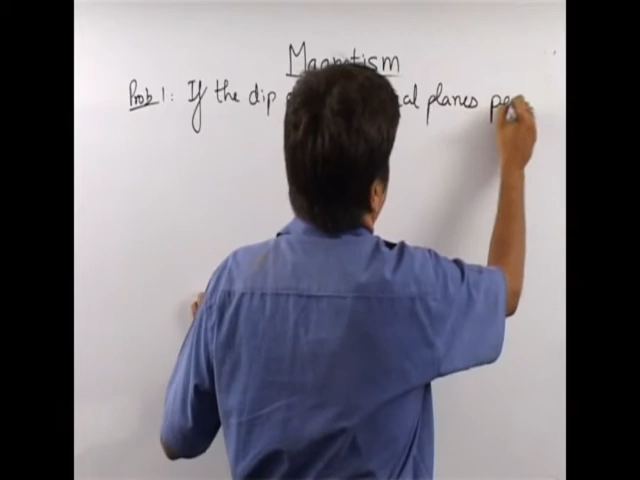 Magnetism
Prob 1: If the dip al planes pe